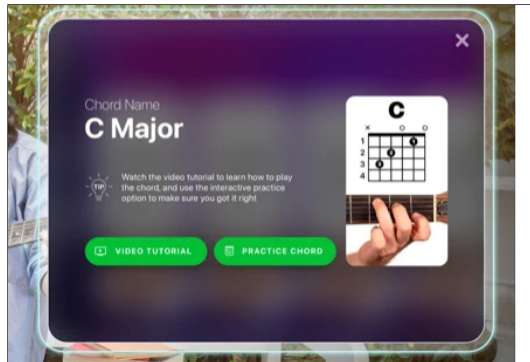 Chord Name
C Major
TIP
Watch the video tutorial to learn how to play
the chord, and use the interactive practice
option to make sure you got it right
VIDEO TUTORIAL
PRACTICE CHORD
C
x o o
1 1
2 2
3 3
4